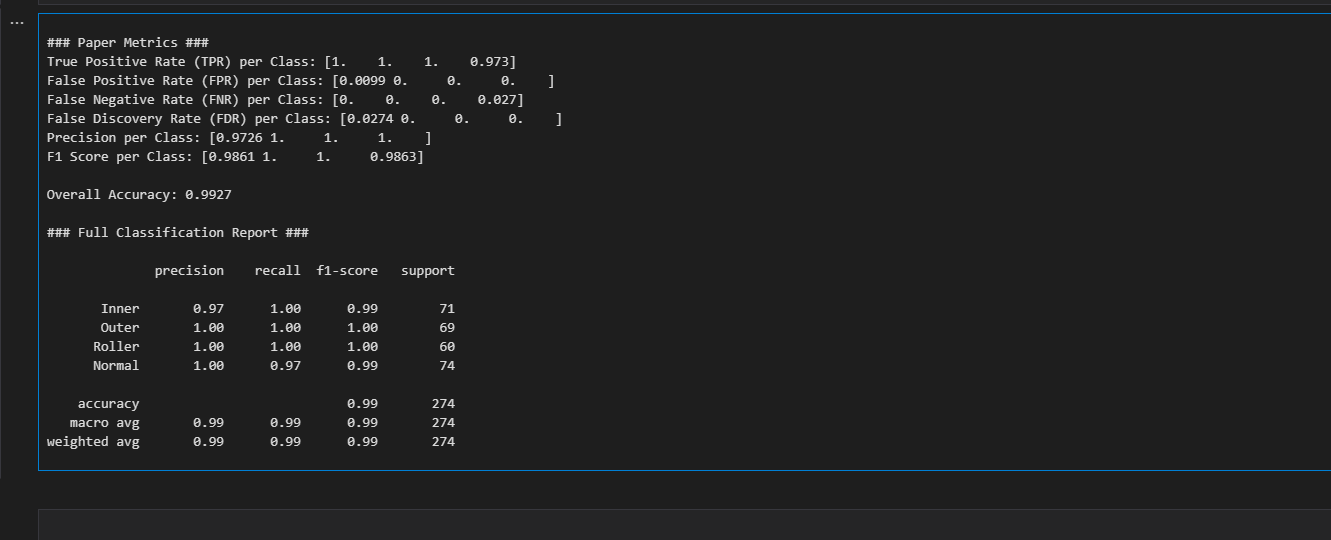 ...
### Paper Metrics ###
True Positive Rate (TPR) per Class: [1.    1.    1.    0.973]
False Positive Rate (FPR) per Class: [0.0099 0.     0.     0.    ]
False Negative Rate (FNR) per Class: [0.    0.    0.    0.027]
False Discovery Rate (FDR) per Class: [0.0274 0.     0.     0.    ]
Precision per Class: [0.9726 1.     1.     1.    ]
F1 Score per Class: [0.9861 1.     1.     0.9863]
Overall Accuracy: 0.9927
### Full Classification Report ###
              precision    recall  f1-score   support
       Inner       0.97      1.00      0.99        71
       Outer       1.00      1.00      1.00        69
      Roller       1.00      1.00      1.00        60
      Normal       1.00      0.97      0.99        74
    accuracy                           0.99       274
   macro avg       0.99      0.99      0.99       274
weighted avg       0.99      0.99      0.99       274